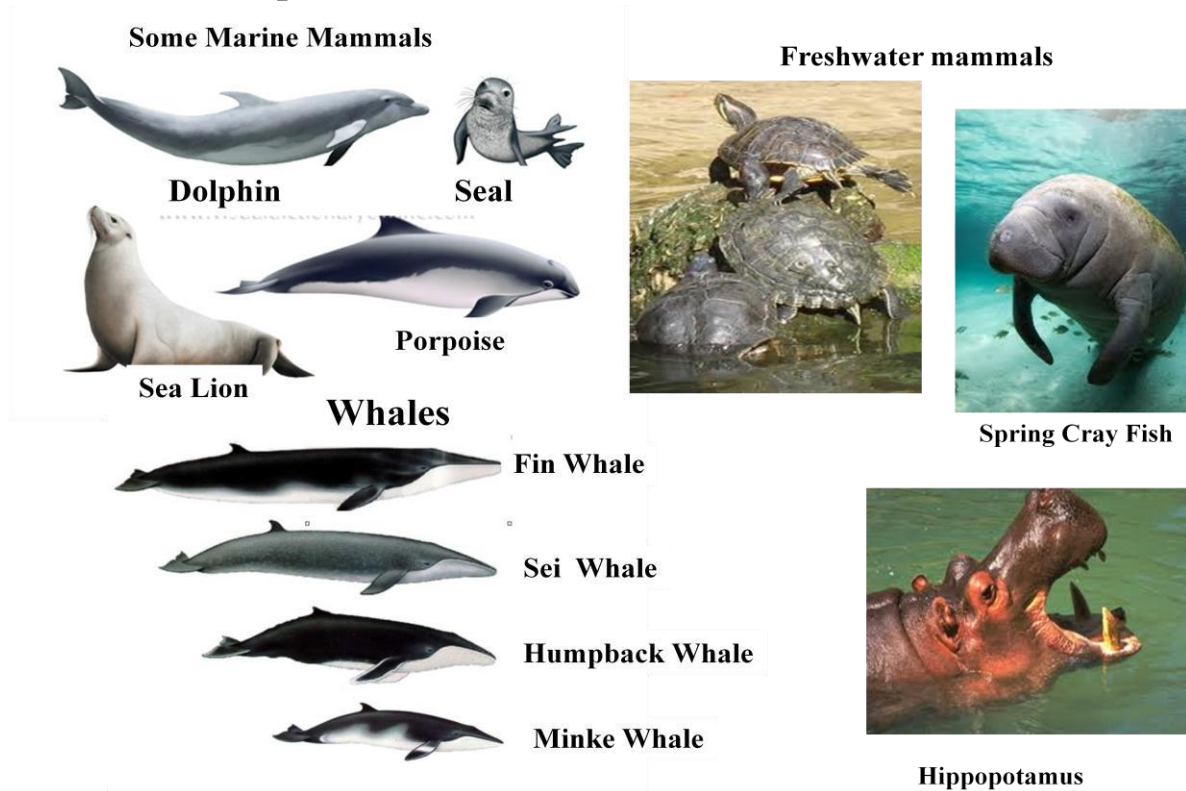 Some Marine Mammals
Dolphin
Seal
Sea Lion
Porpoise
Whales
Fin Whale
Sei Whale
Humpback Whale
Minke Whale
Freshwater mammals
Spring Cray Fish
Hippopotamus